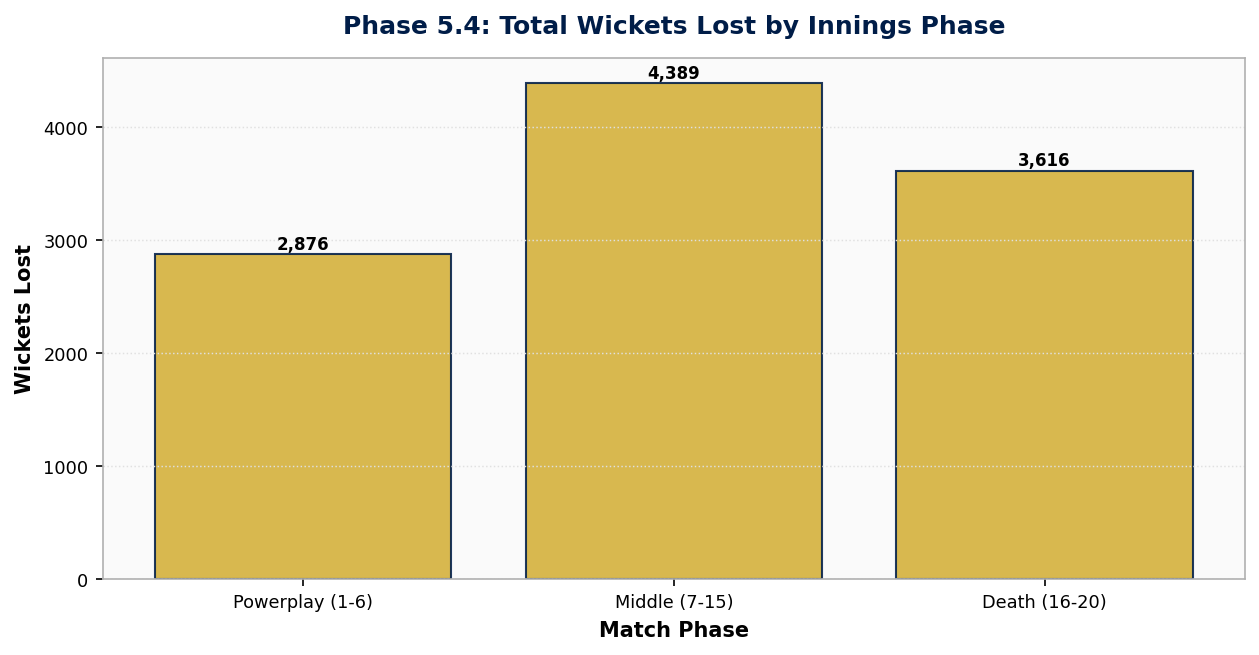 Phase 5.4: Total Wickets Lost by Innings Phase
4,389
3,616
2,876
Wickets Lost
4000
3000
2000
1000
0
Powerplay (1-6)
Middle (7-15)
Death (16-20)
Match Phase